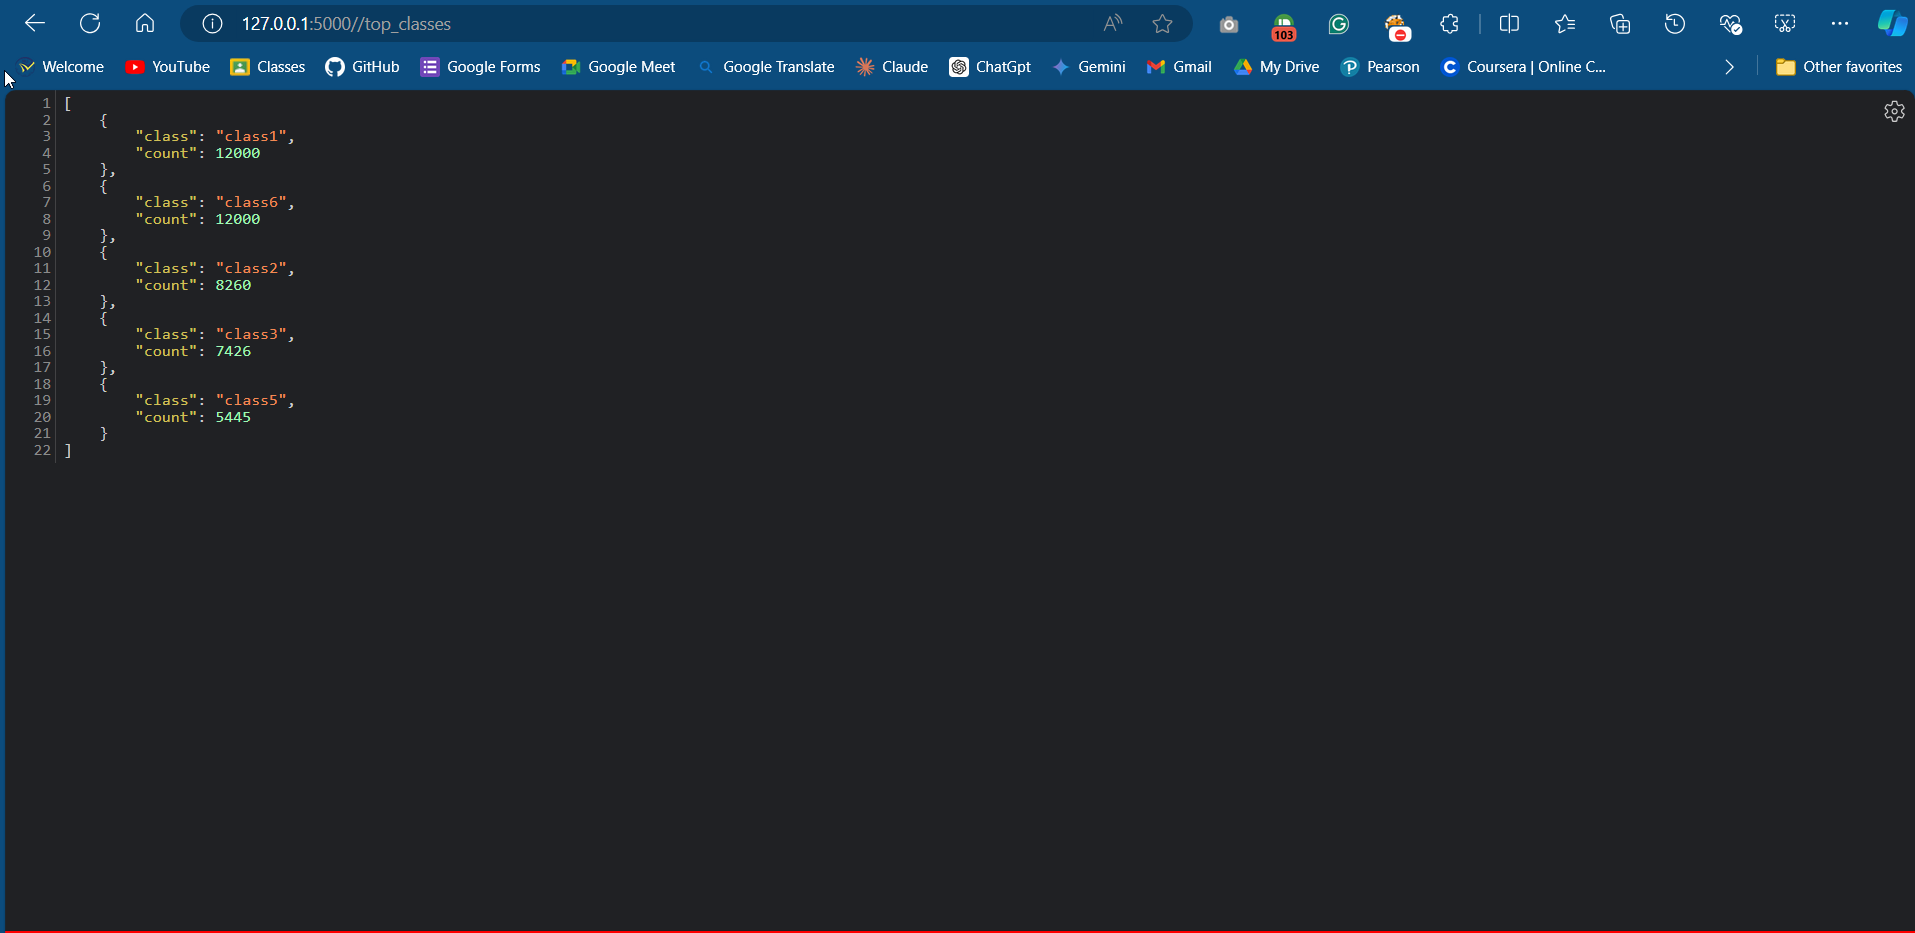 127.0.0.1:5000//top_classes
103
Welcome YouTube Classes GitHub Google Forms Google Meet Google Translate Claude ChatGpt Gemini Gmail My Drive Pearson Coursera | Online C... Other favorites
1 [
2 {
3 "class": "class1",
4 "count": 12000
5 },
6 {
7 "class": "class6",
8 "count": 12000
9 },
10 {
11 "class": "class2",
12 "count": 8260
13 },
14 {
15 "class": "class3",
16 "count": 7426
17 },
18 {
19 "class": "class5",
20 "count": 5445
21 }
22 ]